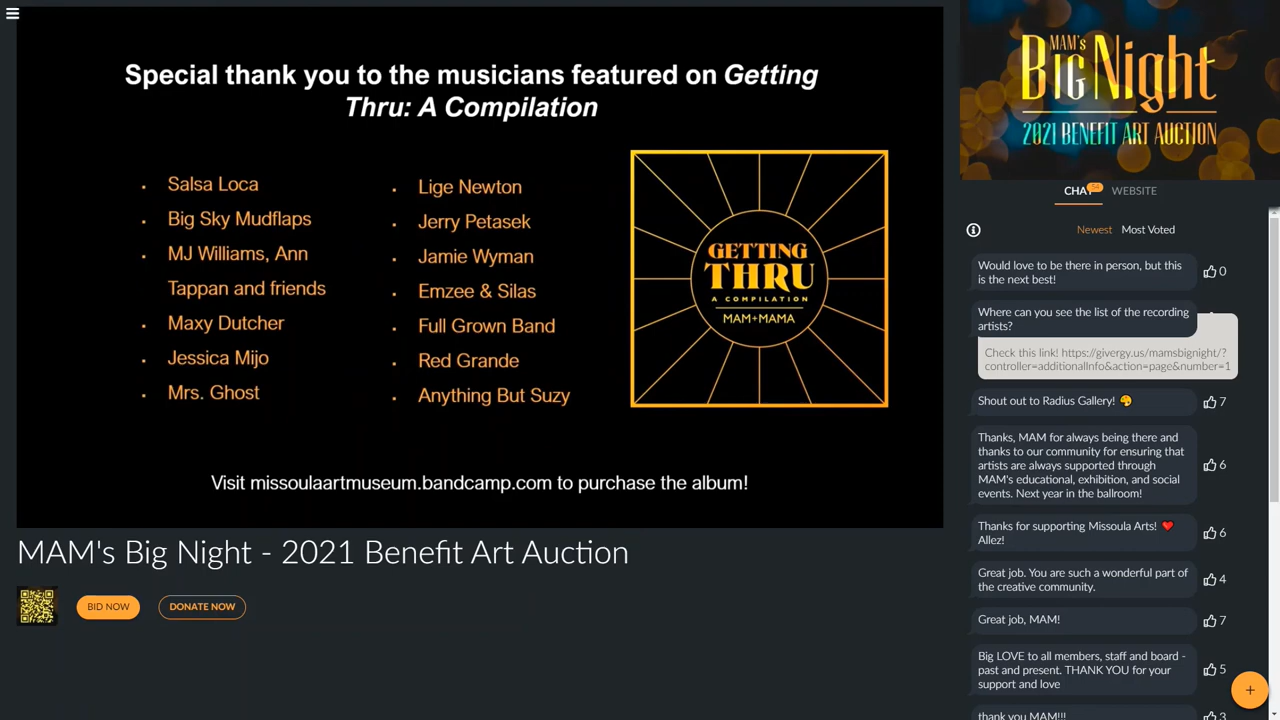 Special thank you to the musicians featured on Getting
Thru: A Compilation
Salsa Loca
Big Sky Mudflaps
MJ Williams, Ann
Tappan and friends
Maxy Dutcher
Jessica Mijo
Mrs. Ghost
Lige Newton
Jerry Petasek
Jamie Wyman
Emzee & Silas
Full Grown Band
Red Grande
Anything But Suzy
GETTING
THRU
A COMPILATION
MAM+MAMA
Visit missoulaartmuseum.bandcamp.com to purchase the album!
MAM's Big Night - 2021 Benefit Art Auction
BID NOW
DONATE NOW
MAM's
BIG Night
2021 BENEFIT ART AUCTION
CHAT 54
WEBSITE
Newest
Most Voted
Would love to be there in person, but this
is the next best!
0
Where can you see the list of the recording
artists?
Check this link! https://givergy.us/mamsbignight/?
controller=additionalInfo&action=page&number=1
Shout out to Radius Gallery!
7
Thanks, MAM for always being there and
thanks to our community for ensuring that
artists are always supported through
MAM's educational, exhibition, and social
events. Next year in the ballroom!
6
Thanks for supporting Missoula Arts! ❤️
Allez!
6
Great job. You are such a wonderful part of
the creative community.
4
Great job, MAM!
7
Big LOVE to all members, staff and board -
past and present. THANK YOU for your
support and love
5
thank you MAM!!!
3